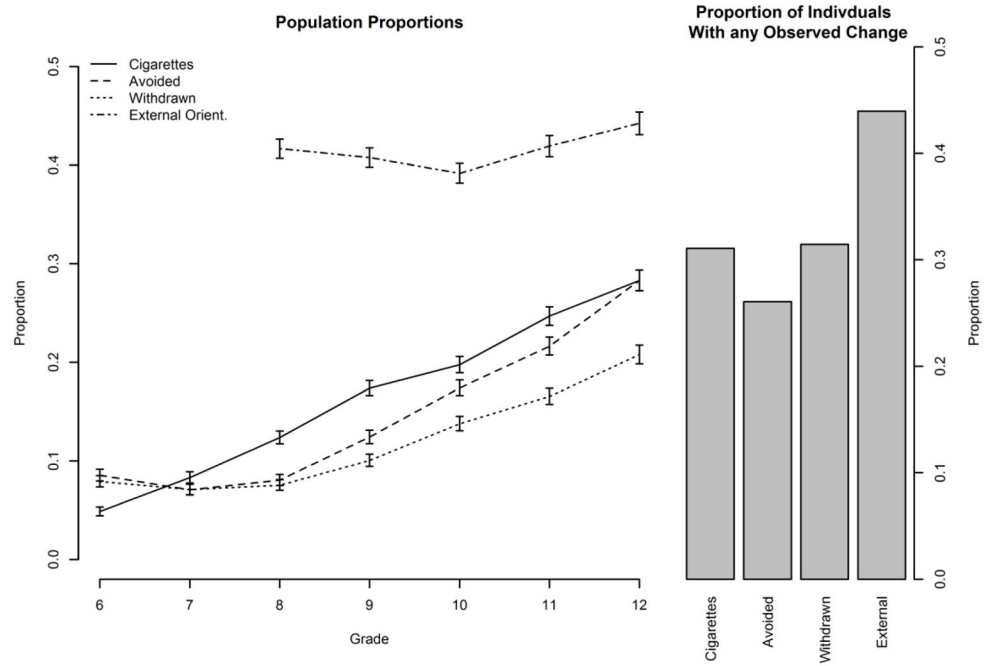 Population Proportions
Cigarettes
Avoided
Withdrawn
External Orient.
Proportion
0.5
0.4
0.3
0.2
0.1
0.0
6 7 8 9 10 11 12
Grade
Proportion of Indivduals
With any Observed Change
0.5
0.4
0.3
0.2
0.1
0.0
Proportion
Cigarettes
Avoided
Withdrawn
External